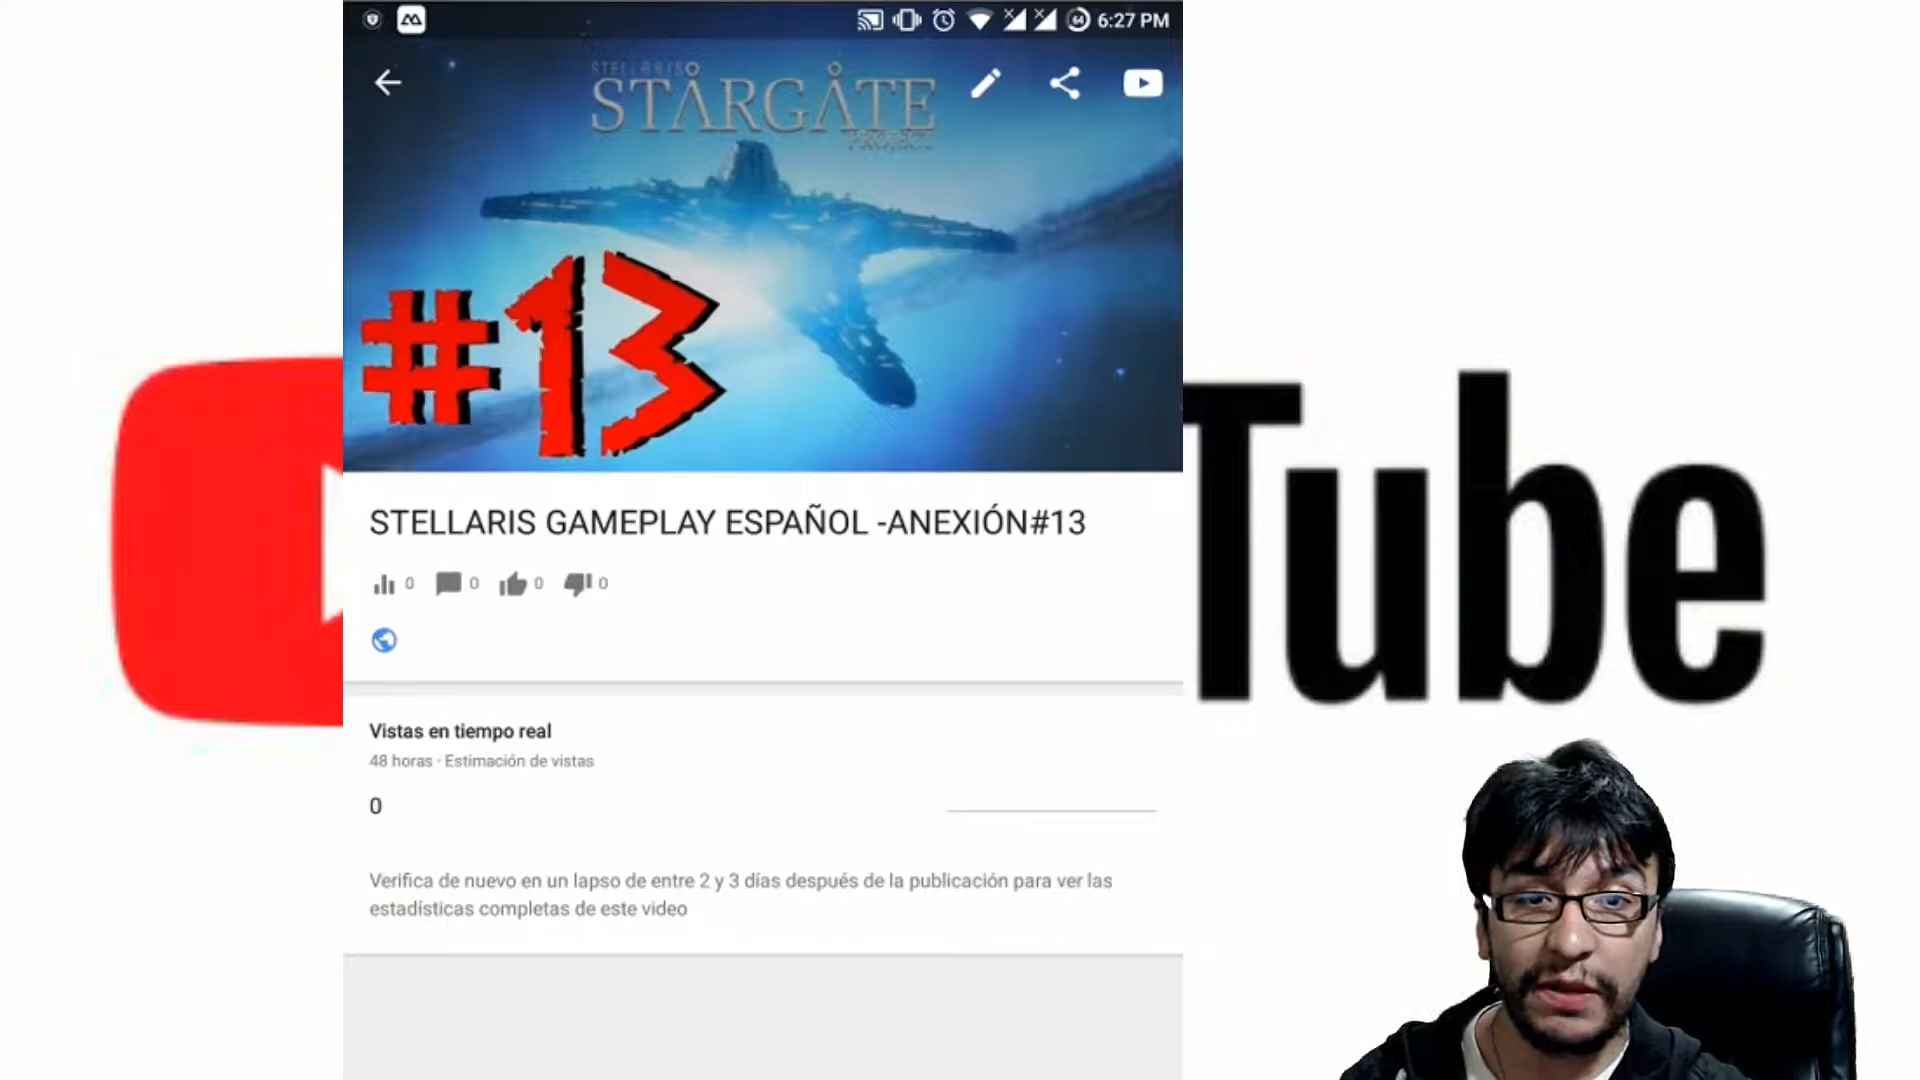 64 6:27 PM
STELLARIS
STARGATE
PROJECT
#13
STELLARIS GAMEPLAY ESPAÑOL -ANEXIÓN#13
0 0 0 0
Vistas en tiempo real
48 horas · Estimación de vistas
0
Verifica de nuevo en un lapso de entre 2 y 3 días después de la publicación para ver las
estadísticas completas de este video
Tube